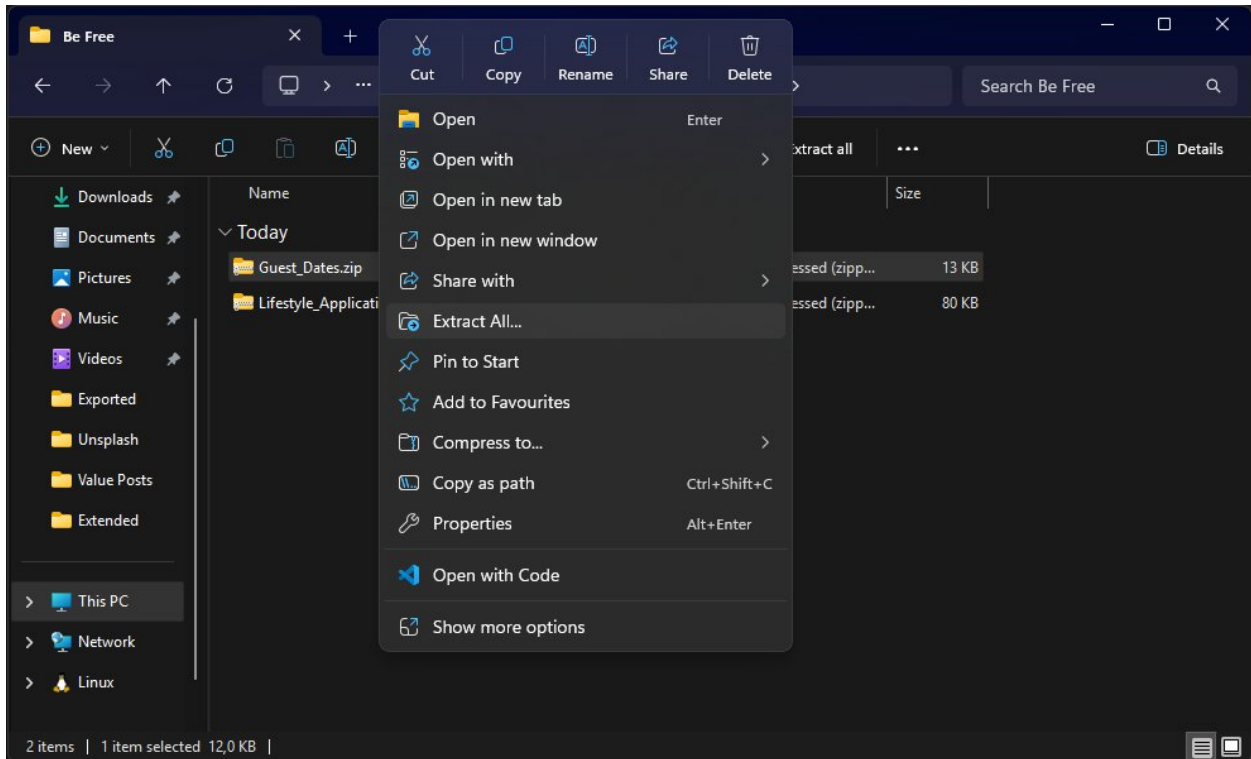 Be Free
Cut Copy Rename Share Delete
Search Be Free
New
Extract all
Details
Downloads
Documents
Pictures
Music
Videos
Exported
Unsplash
Value Posts
Extended
This PC
Network
Linux
Name
Size
Today
Guest_Dates.zip
essed (zipp... 13 KB
Lifestyle_Applicati
essed (zipp... 80 KB
Open Enter
Open with
Open in new tab
Open in new window
Share with
Extract All...
Pin to Start
Add to Favourites
Compress to...
Copy as path Ctrl+Shift+C
Properties Alt+Enter
Open with Code
Show more options
2 items | 1 item selected 12,0 KB |